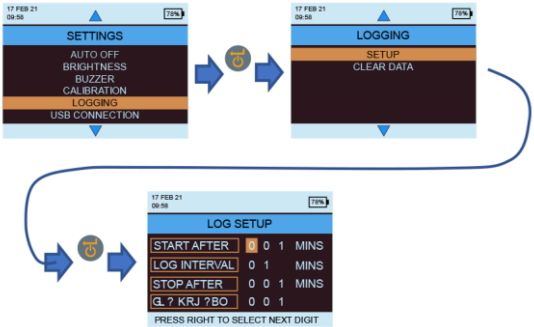 17 FEB 21
09:58
78%
SETTINGS
AUTO OFF
BRIGHTNESS
BUZZER
CALIBRATION
LOGGING
USB CONNECTION
17 FEB 21
09:58
78%
LOGGING
SETUP
CLEAR DATA
17 FEB 21
09:58
78%
LOG SETUP
START AFTER 0 0 1 MINS
LOG INTERVAL 0 1 MINS
STOP AFTER 0 0 1 MINS
GL ? KRJ ?BO 0 0 1
PRESS RIGHT TO SELECT NEXT DIGIT